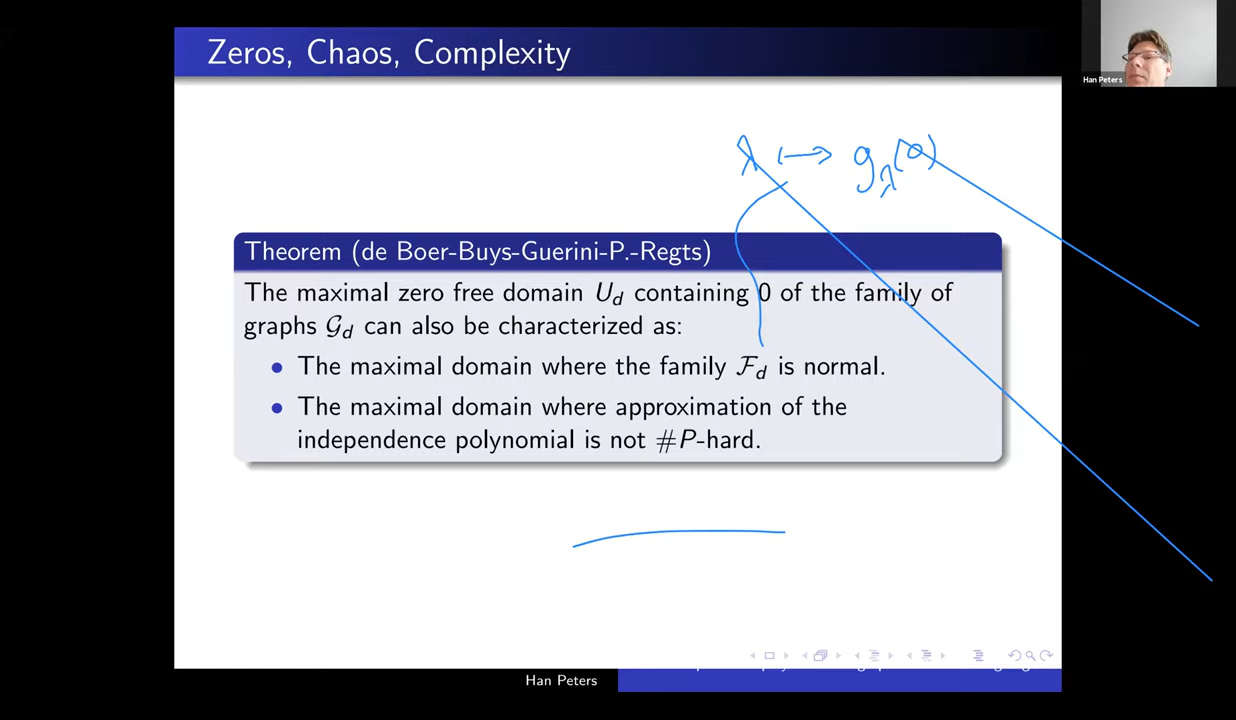 Zeros, Chaos, Complexity
Han Peters
λ ↦ g_λ(0)
Theorem (de Boer-Buys-Guerini-P.-Regts)
The maximal zero free domain U_d containing 0 of the family of
graphs 𝒢_d can also be characterized as:
• The maximal domain where the family ℱ_d is normal.
• The maximal domain where approximation of the
independence polynomial is not #P-hard.
Han Peters